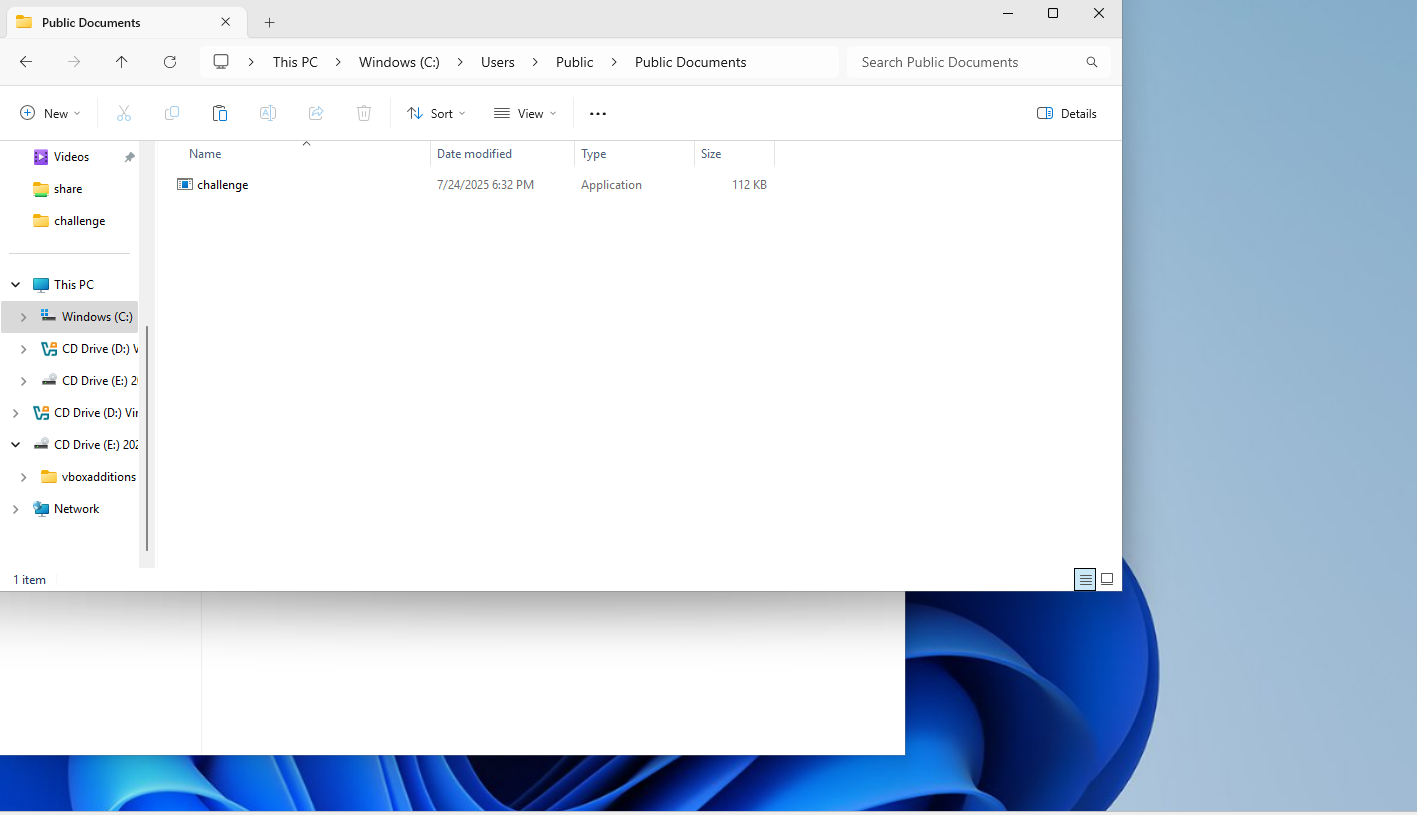 Public Documents
This PC Windows (C:) Users Public Public Documents Search Public Documents
New Sort View Details
Name Date modified Type Size
challenge 7/24/2025 6:32 PM Application 112 KB
Videos
share
challenge
This PC
Windows (C:)
CD Drive (D:) V
CD Drive (E:) 20
CD Drive (D:) Vir
CD Drive (E:) 202
vboxadditions
Network
1 item